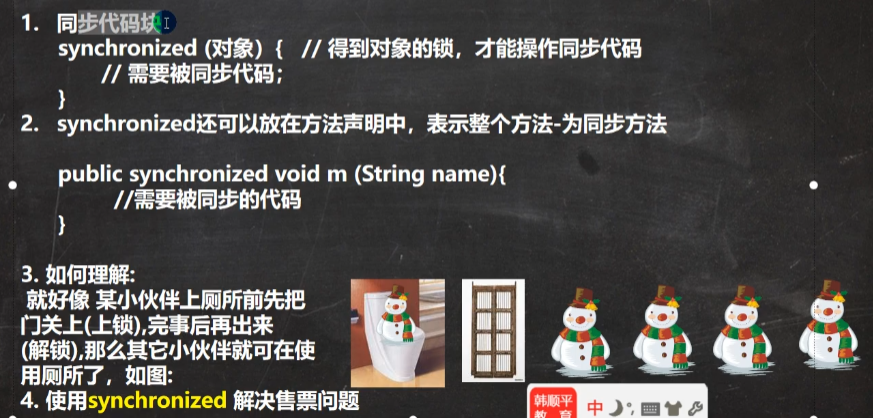 1. 同步代码块
synchronized (对象) { // 得到对象的锁，才能操作同步代码
// 需要被同步代码；
}
2. synchronized还可以放在方法声明中，表示整个方法-为同步方法
public synchronized void m (String name){
//需要被同步的代码
}
3. 如何理解:
就好像 某小伙伴上厕所前先把
门关上(上锁),完事后再出来
(解锁),那么其它小伙伴就可在使
用厕所了，如图:
4. 使用synchronized 解决售票问题
韩顺平
教 育
中